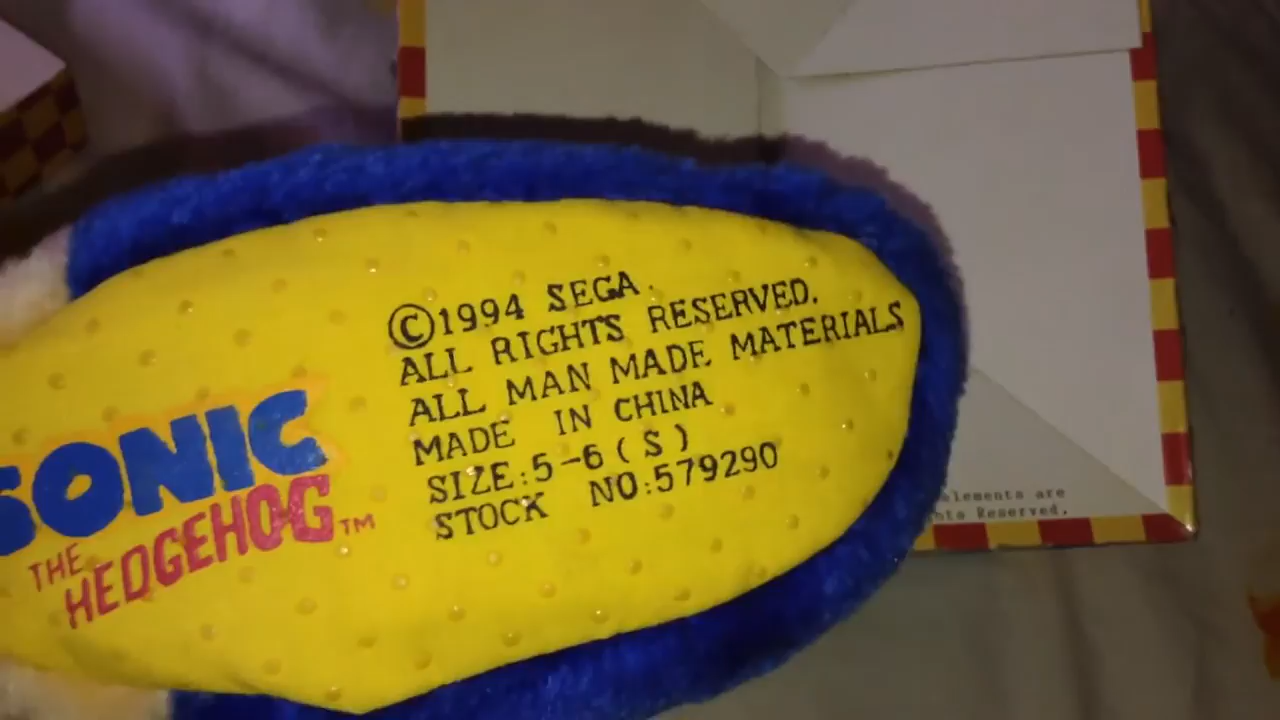 ©1994 SEGA.
ALL RIGHTS RESERVED.
ALL MAN MADE MATERIALS
MADE IN CHINA
SIZE:5-6(S)
STOCK NO:579290
SONIC
THE
HEDGEHOG™
elements are
Reserved.